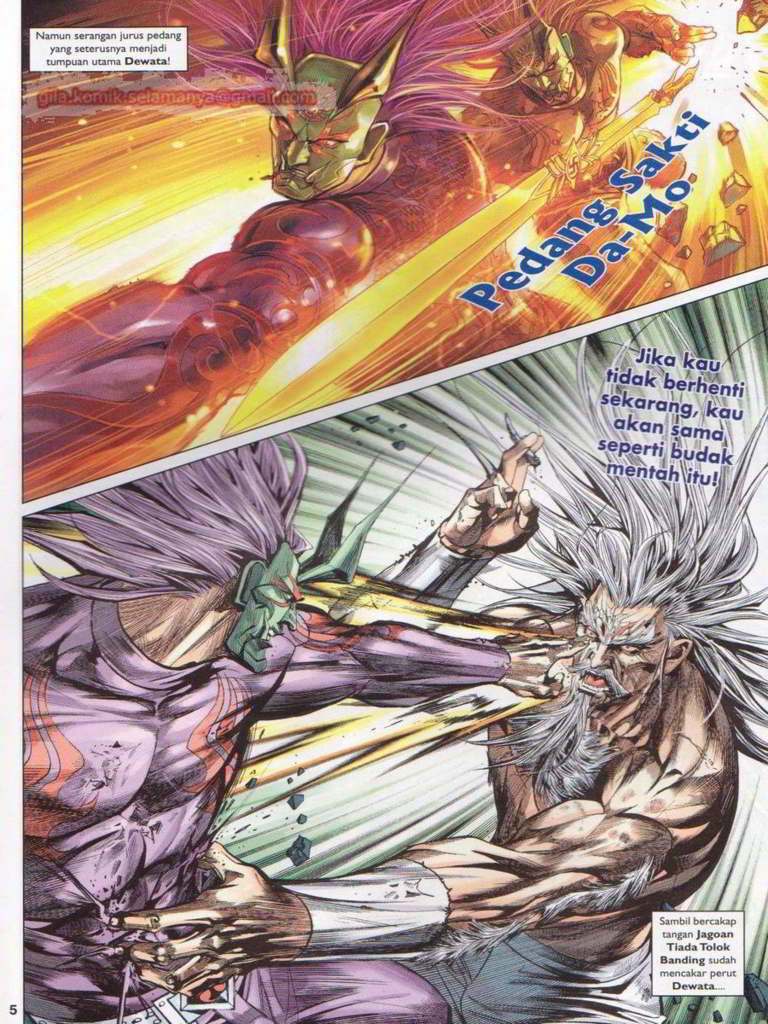 Namun serangan jurus pedang
yang seterusnya menjadi
tumpuan utama Dewata!
gila.komik-selamanya@gmail.com
Pedang Sakti
Da-Mo
Jika kau
tidak berhenti
sekarang, kau
akan sama
seperti budak
mentah itu!
Sambil bercakap
tangan Jagoan
Tiada Tolok
Banding sudah
mencakar perut
Dewata....
5